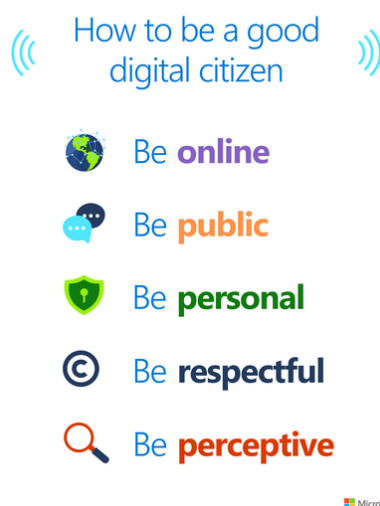 How to be a good
digital citizen
Be online
Be public
Be personal
©
Be respectful
Be perceptive
Micro